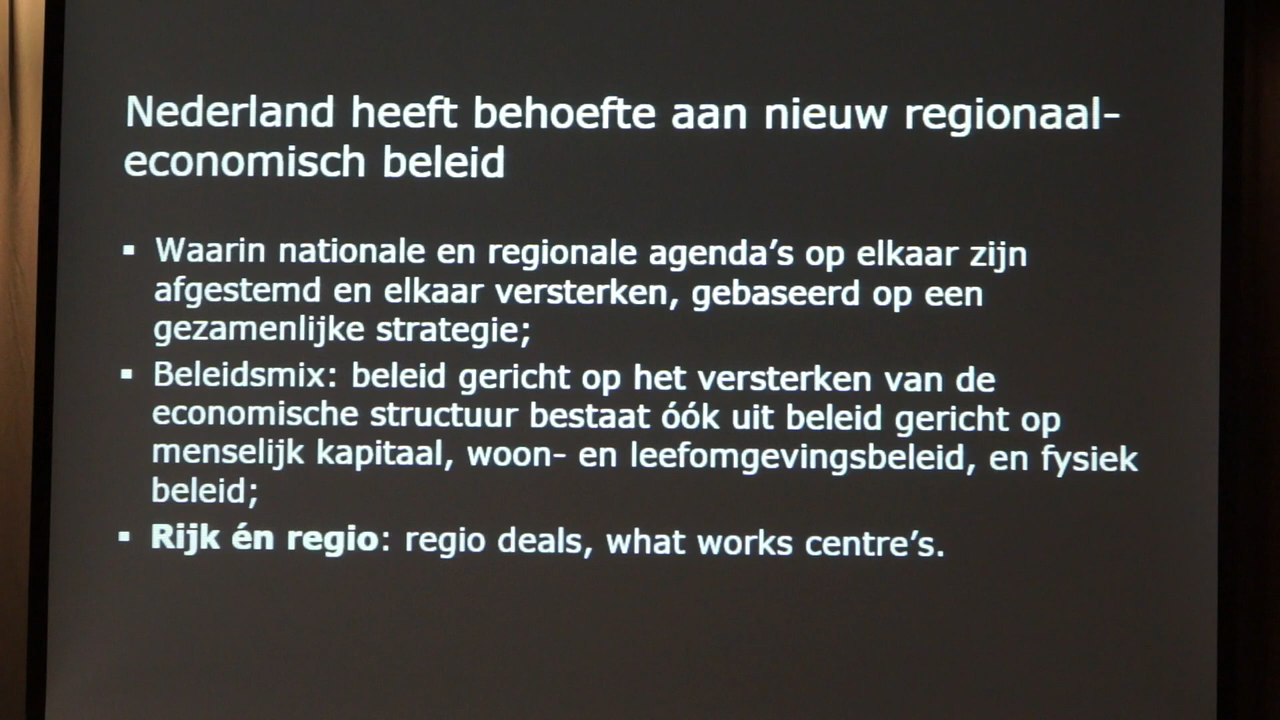 Nederland heeft behoefte aan nieuw regionaal-
economisch beleid
▪ Waarin nationale en regionale agenda's op elkaar zijn
afgestemd en elkaar versterken, gebaseerd op een
gezamenlijke strategie;
▪ Beleidsmix: beleid gericht op het versterken van de
economische structuur bestaat óók uit beleid gericht op
menselijk kapitaal, woon- en leefomgevingsbeleid, en fysiek
beleid;
▪ Rijk én regio: regio deals, what works centre's.